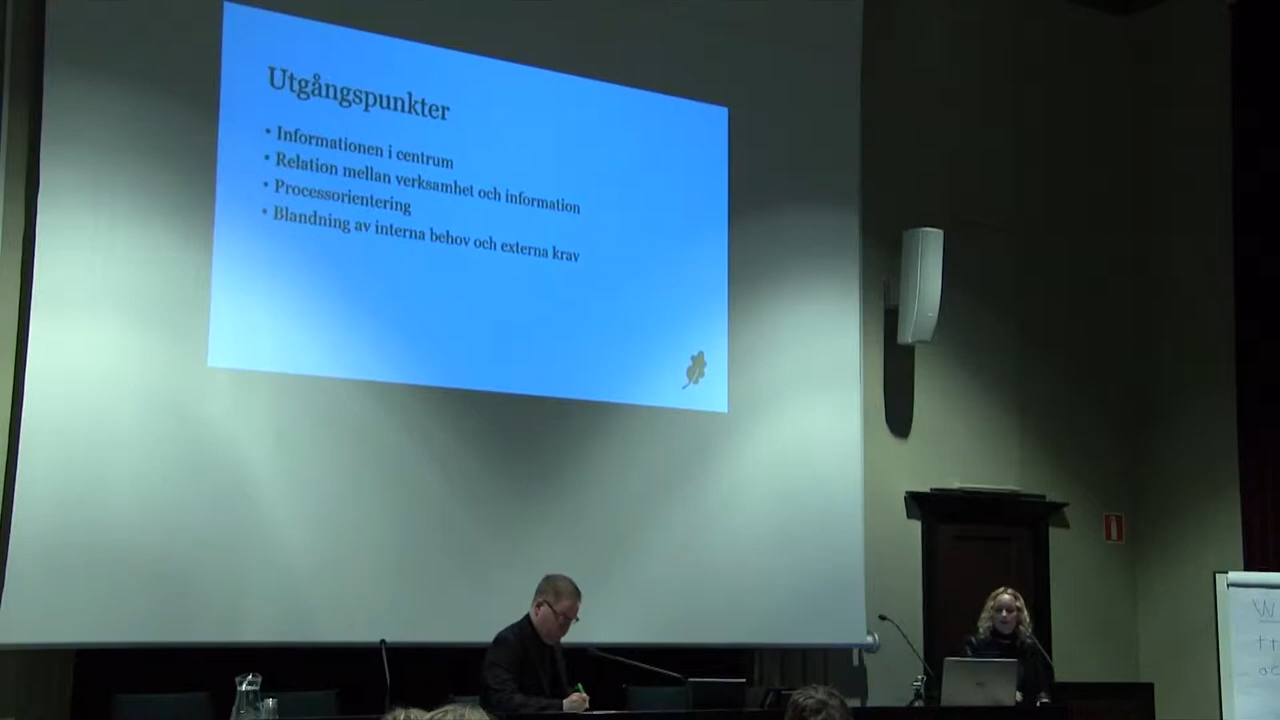 Utgångspunkter
• Informationen i centrum
• Relation mellan verksamhet och information
• Processorientering
• Blandning av interna behov och externa krav